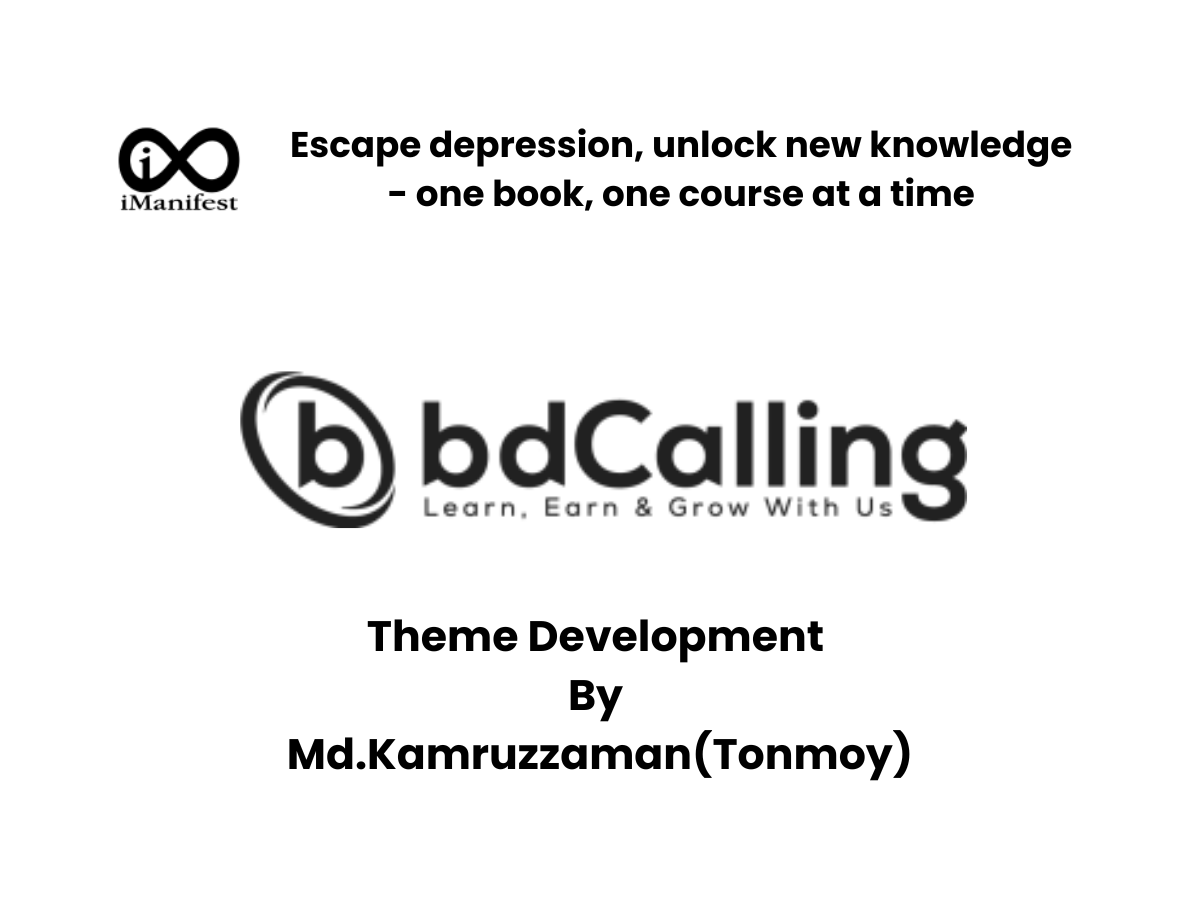 i
iManifest
Escape depression, unlock new knowledge
- one book, one course at a time
b bdCalling
Learn, Earn & Grow With Us
Theme Development
By
Md.Kamruzzaman(Tonmoy)